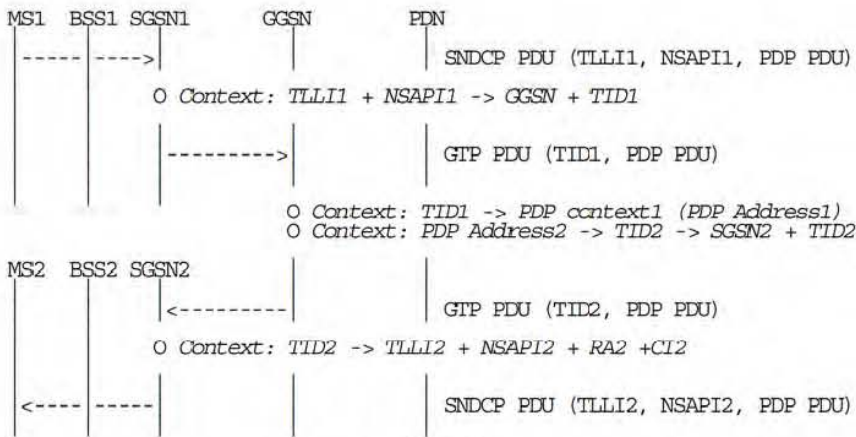 MS1 BSS1 SGSN1 GGSN PDN
SNDCP PDU (TLLI1, NSAPI1, PDP PDU)
O Context: TLLI1 + NSAPI1 -> GGSN + TID1
GTP PDU (TID1, PDP PDU)
O Context: TID1 -> PDP context1 (PDP Address1)
O Context: PDP Address2 -> TID2 -> SGSN2 + TID2
MS2 BSS2 SGSN2
GTP PDU (TID2, PDP PDU)
O Context: TID2 -> TLLI2 + NSAPI2 + RA2 +CI2
SNDCP PDU (TLLI2, NSAPI2, PDP PDU)